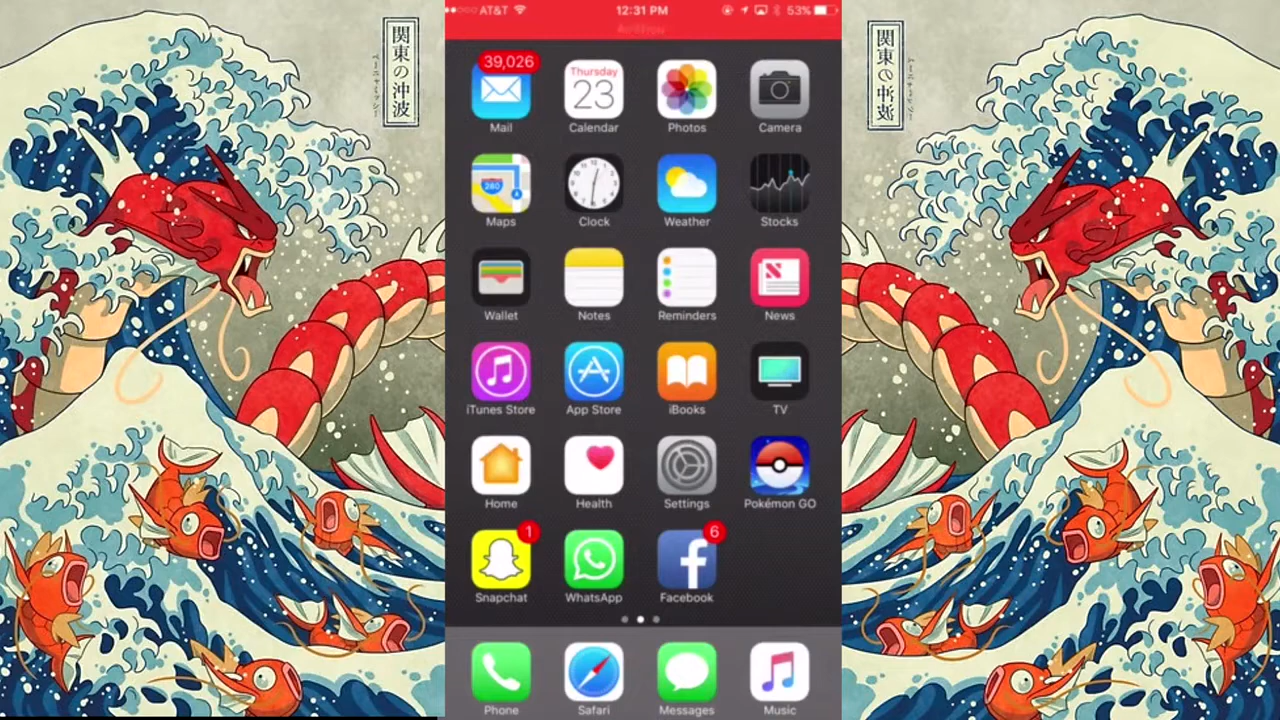 関東の沖波
AT&T 12:31 PM 53%
39,026
Thursday
23
Mail Calendar Photos Camera
280
Maps Clock Weather Stocks
Wallet Notes Reminders News
iTunes Store App Store iBooks TV
Home Health Settings Pokémon GO
1 6
Snapchat WhatsApp Facebook
Phone Safari Messages Music
関東の沖波